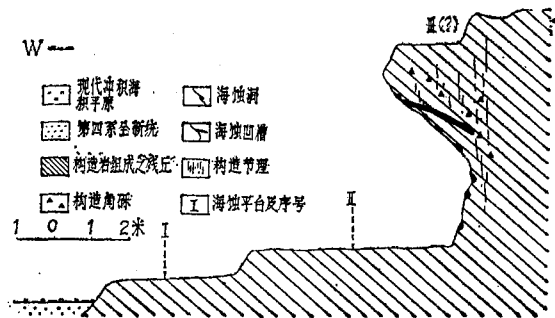 Ⅲ(?)
W
现代冲积海
积平原
海蚀洞
第四系全新统
海蚀凹槽
构造岩组成之残丘
构造节理
构造角砾
Ⅰ
海蚀平台及序号
1 0 1 2米
Ⅰ
Ⅱ